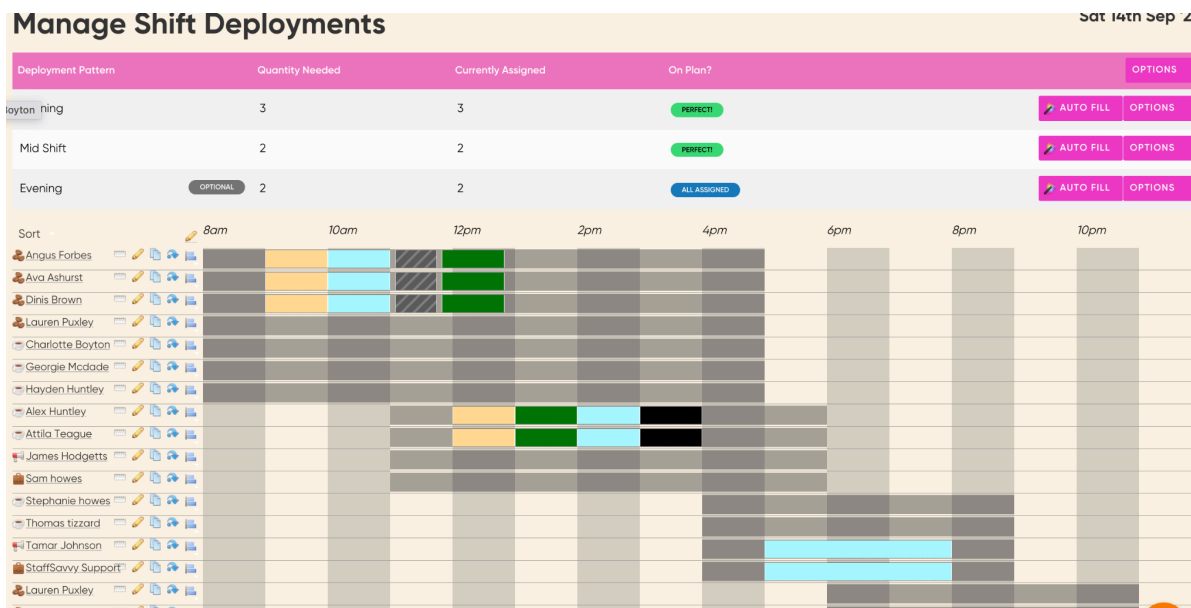 Manage Shift Deployments
Sat 14th Sep '2
Deployment Pattern Quantity Needed Currently Assigned On Plan? OPTIONS
Boyton ning 3 3 PERFECT! AUTO FILL OPTIONS
Mid Shift 2 2 PERFECT! AUTO FILL OPTIONS
Evening OPTIONAL 2 2 ALL ASSIGNED AUTO FILL OPTIONS
Sort 8am 10am 12pm 2pm 4pm 6pm 8pm 10pm
Angus Forbes
Ava Ashurst
Dinis Brown
Lauren Puxley
Charlotte Boyton
Georgie Mcdade
Hayden Huntley
Alex Huntley
Attila Teague
James Hodgetts
Sam howes
Stephanie howes
Thomas tizzard
Tamar Johnson
StaffSavvy Support
Lauren Puxley